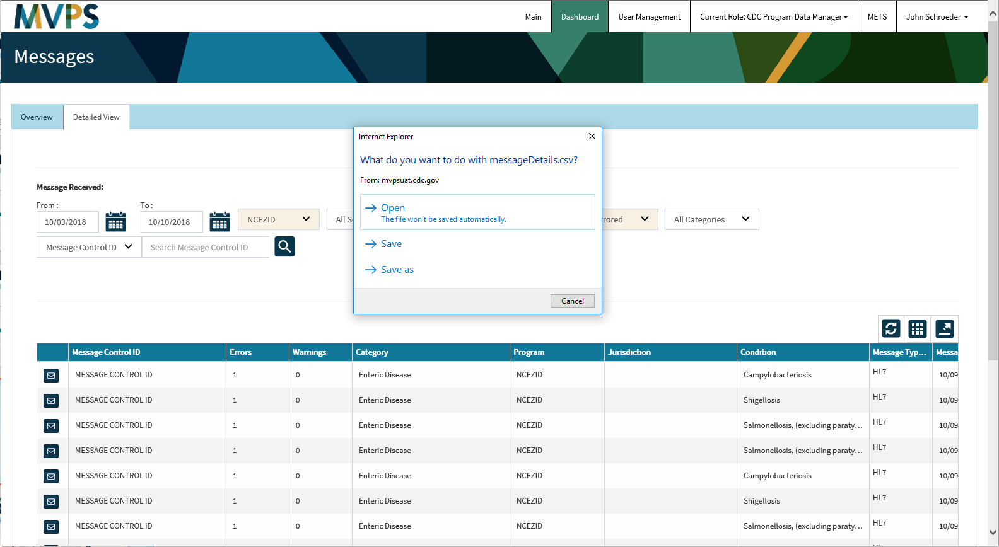 MVPS
Main
Dashboard
User Management
Current Role: CDC Program Data Manager
METS
John Schroeder
Messages
Overview
Detailed View
Internet Explorer
What do you want to do with messageDetails.csv?
From: mvpsuat.cdc.gov
Open
The file won't be saved automatically.
Save
Save as
Cancel
Message Received:
From :
To :
10/03/2018
10/10/2018
NCEZID
All
All Categories
Message Control ID
Search Message Control ID
Message Control ID Errors Warnings Category Program Jurisdiction Condition Message Typ... Messa
MESSAGE CONTROL ID 1 0 Enteric Disease NCEZID Campylobacteriosis HL7 10/09
MESSAGE CONTROL ID 1 0 Enteric Disease NCEZID Shigellosis HL7 10/09
MESSAGE CONTROL ID 1 0 Enteric Disease NCEZID Salmonellosis, (excluding paraty... HL7 10/09
MESSAGE CONTROL ID 1 0 Enteric Disease NCEZID Salmonellosis, (excluding paraty... HL7 10/09
MESSAGE CONTROL ID 1 0 Enteric Disease NCEZID Campylobacteriosis HL7 10/09
MESSAGE CONTROL ID 1 0 Enteric Disease NCEZID Shigellosis HL7 10/09
MESSAGE CONTROL ID 1 0 Enteric Disease NCEZID Salmonellosis, (excluding paraty... HL7 10/09